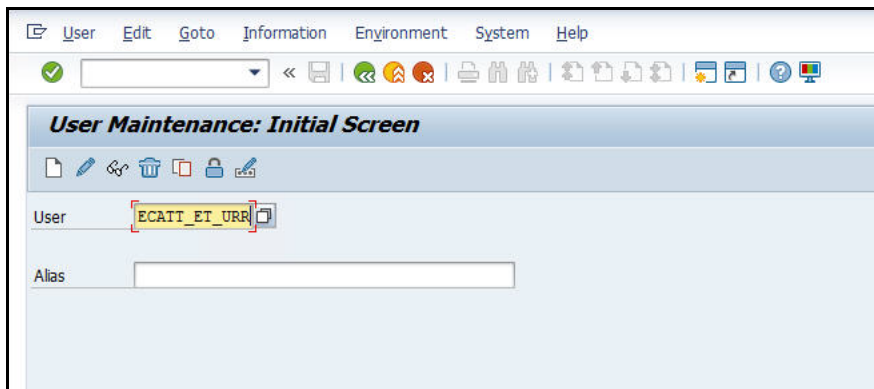 User Edit Goto Information Environment System Help
User Maintenance: Initial Screen
User ECATT_ET_URR
Alias